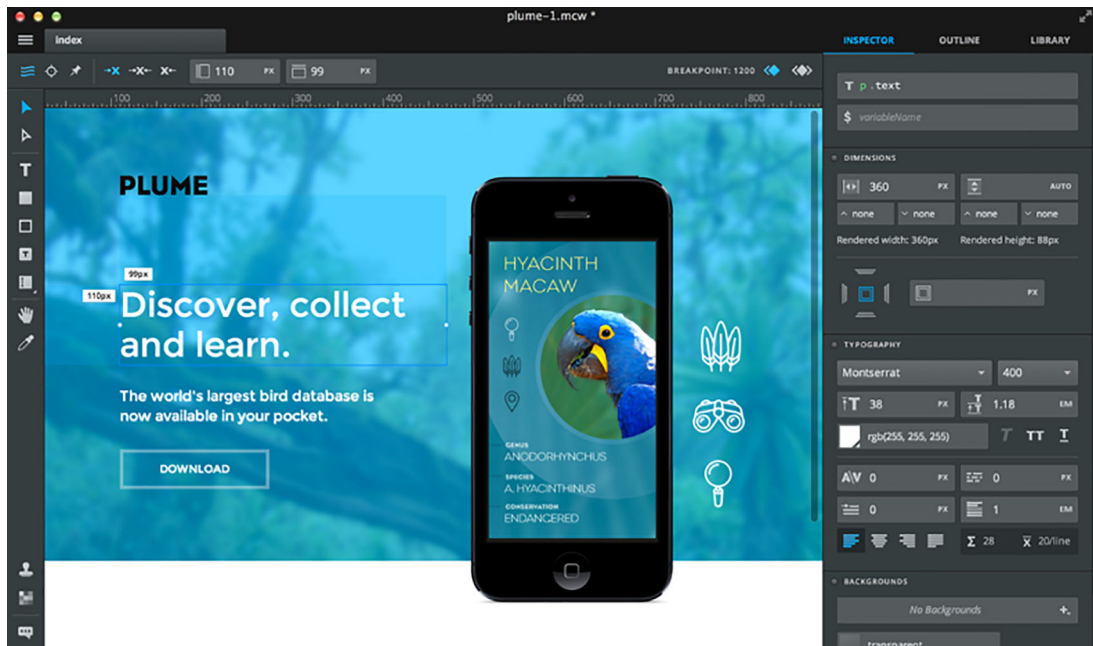 plume-1.mcw *
index
INSPECTOR
OUTLINE
LIBRARY
110 PX
99 PX
BREAKPOINT: 1200
100
200
300
400
500
600
700
800
T p .text
$ variableName
DIMENSIONS
360 PX
AUTO
none
none
none
none
Rendered width: 360px
Rendered height: 88px
PX
TYPOGRAPHY
Montserrat
400
38 PX
1.18 EM
rgb(255, 255, 255)
T
TT
T
A|V 0 PX
0 PX
0 PX
1 EM
Σ 28
x̄ 20/line
BACKGROUNDS
No Backgrounds
transparent
PLUME
99px
110px
Discover, collect
and learn.
The world's largest bird database is
now available in your pocket.
DOWNLOAD
HYACINTH
MACAW
GENUS
ANODORHYNCHUS
SPECIES
A. HYACINTHINUS
CONSERVATION
ENDANGERED